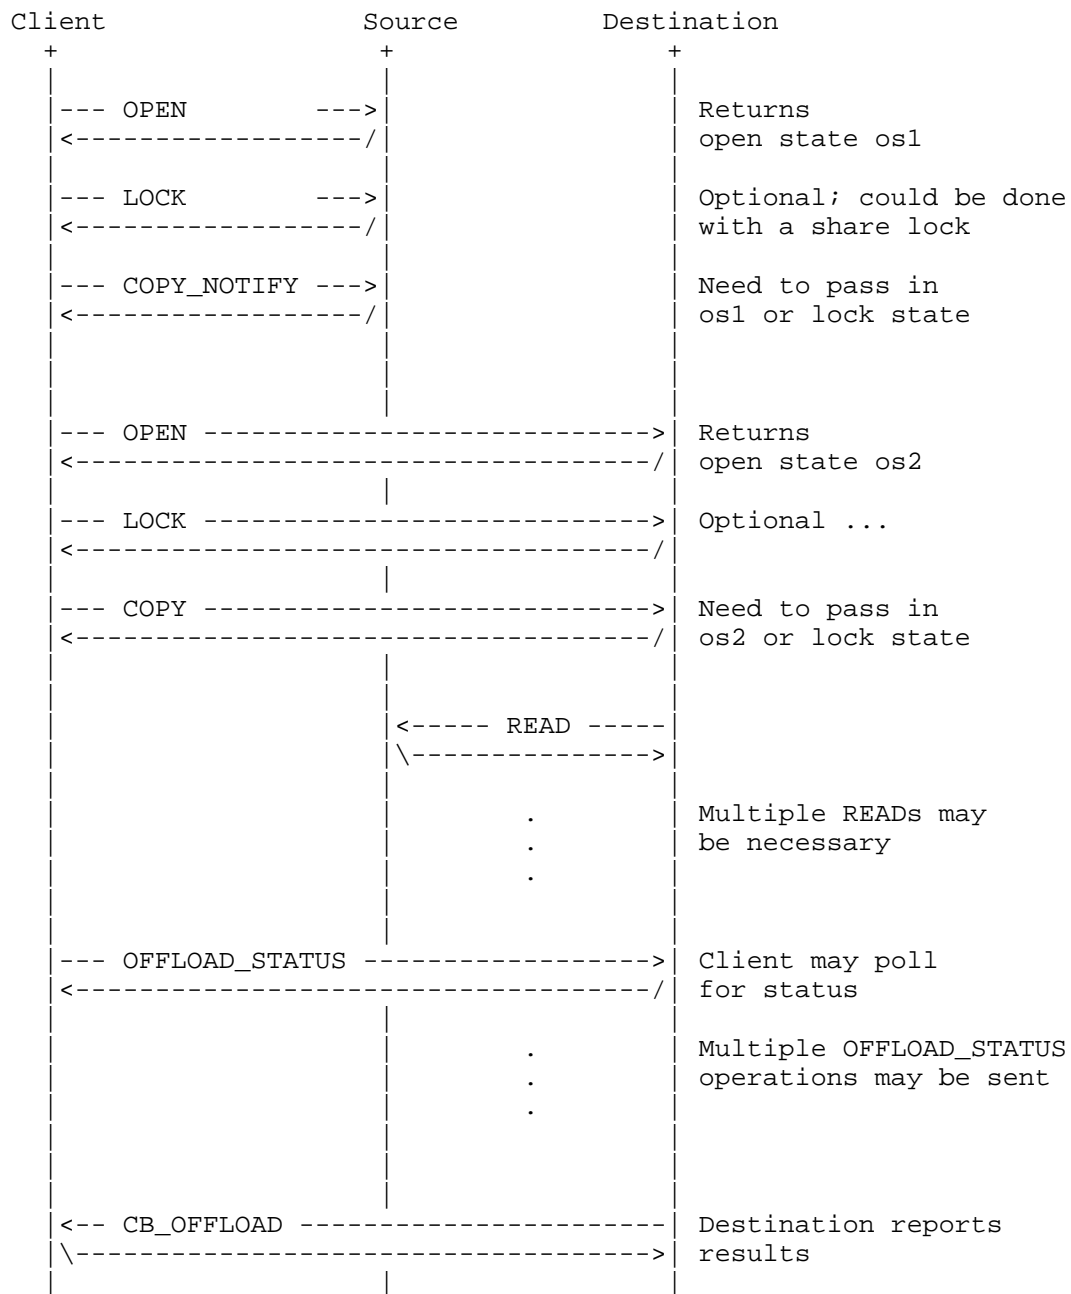 Client                Source         Destination
  +                    +                 +
  |                    |                 |
  |--- OPEN        --->|                 | Returns
  |<------------------/|                 | open state os1
  |                    |                 |
  |--- LOCK        --->|                 | Optional; could be done
  |<------------------/|                 | with a share lock
  |                    |                 |
  |--- COPY_NOTIFY --->|                 | Need to pass in
  |<------------------/|                 | os1 or lock state
  |                    |                 |
  |                    |                 |
  |                    |                 |
  |--- OPEN ---------------------------->| Returns
  |<------------------------------------/| open state os2
  |                    |                 |
  |--- LOCK ---------------------------->| Optional ...
  |<------------------------------------/|
  |                    |                 |
  |--- COPY ---------------------------->| Need to pass in
  |<------------------------------------/| os2 or lock state
  |                    |                 |
  |                    |                 |
  |                    |<----- READ -----|
  |                    |\--------------->|
  |                    |                 |
  |                    |        .        | Multiple READs may
  |                    |        .        | be necessary
  |                    |        .        |
  |                    |                 |
  |                    |                 |
  |--- OFFLOAD_STATUS ------------------>| Client may poll
  |<------------------------------------/| for status
  |                    |                 |
  |                    |        .        | Multiple OFFLOAD_STATUS
  |                    |        .        | operations may be sent
  |                    |        .        |
  |                    |                 |
  |                    |                 |
  |                    |                 |
  |<-- CB_OFFLOAD -----------------------| Destination reports
  |\------------------------------------>| results
  |                    |                 |